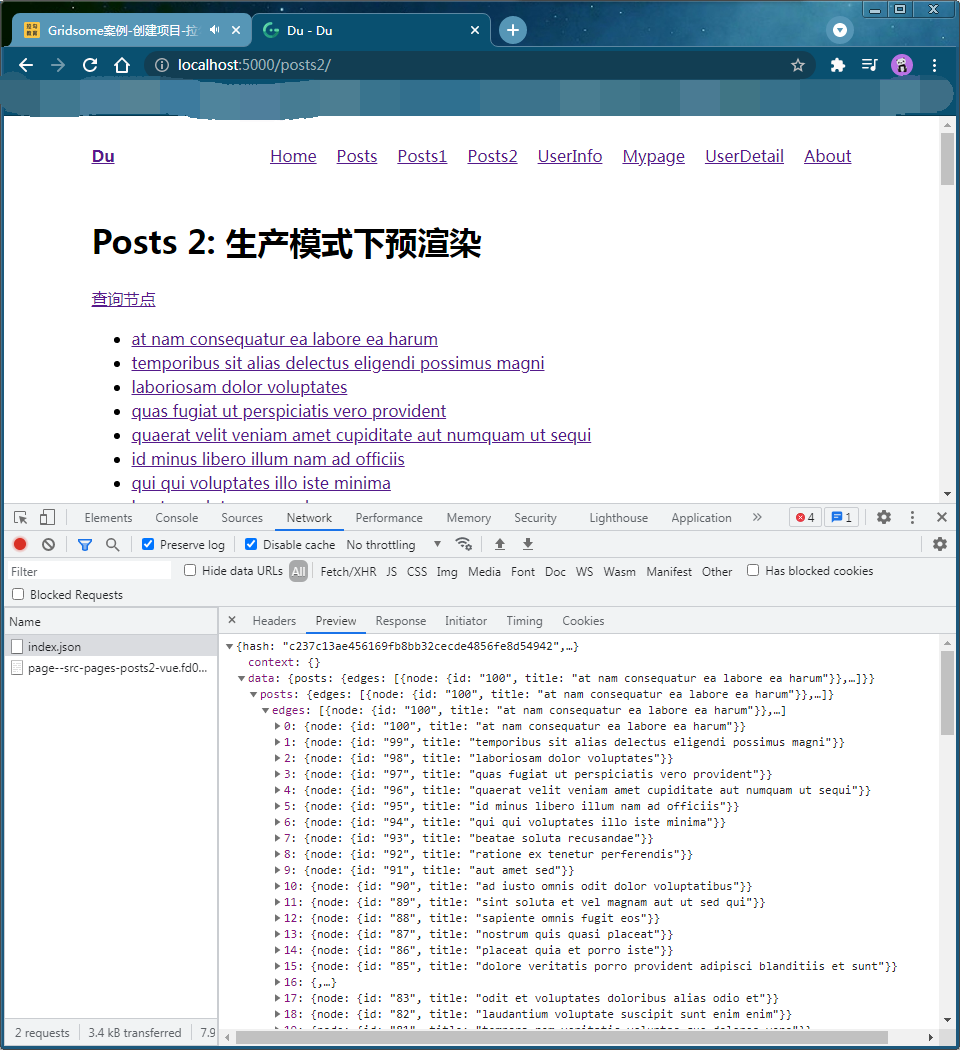 Gridsome案例-创建项目-拉
Du - Du
localhost:5000/posts2/
Du Home Posts Posts1 Posts2 UserInfo Mypage UserDetail About
Posts 2: 生产模式下预渲染
查询节点
at nam consequatur ea labore ea harum
temporibus sit alias delectus eligendi possimus magni
laboriosam dolor voluptates
quas fugiat ut perspiciatis vero provident
quaerat velit veniam amet cupiditate aut numquam ut sequi
id minus libero illum nam ad officiis
qui qui voluptates illo iste minima
Elements Console Sources Network Performance Memory Security Lighthouse Application » 4 1
Preserve log Disable cache No throttling
Filter Hide data URLs All Fetch/XHR JS CSS Img Media Font Doc WS Wasm Manifest Other Has blocked cookies
Blocked Requests
Name Headers Preview Response Initiator Timing Cookies
index.json
page--src-pages-posts2-vue.fd0...
{hash: "c237c13ae456169fb8bb32cecde4856fe8d54942",…}
context: {}
data: {posts: {edges: [{node: {id: "100", title: "at nam consequatur ea labore ea harum"}},…]}}
posts: {edges: [{node: {id: "100", title: "at nam consequatur ea labore ea harum"}},…]}
edges: [{node: {id: "100", title: "at nam consequatur ea labore ea harum"}},…]
0: {node: {id: "100", title: "at nam consequatur ea labore ea harum"}}
1: {node: {id: "99", title: "temporibus sit alias delectus eligendi possimus magni"}}
2: {node: {id: "98", title: "laboriosam dolor voluptates"}}
3: {node: {id: "97", title: "quas fugiat ut perspiciatis vero provident"}}
4: {node: {id: "96", title: "quaerat velit veniam amet cupiditate aut numquam ut sequi"}}
5: {node: {id: "95", title: "id minus libero illum nam ad officiis"}}
6: {node: {id: "94", title: "qui qui voluptates illo iste minima"}}
7: {node: {id: "93", title: "beatae soluta recusandae"}}
8: {node: {id: "92", title: "ratione ex tenetur perferendis"}}
9: {node: {id: "91", title: "aut amet sed"}}
10: {node: {id: "90", title: "ad iusto omnis odit dolor voluptatibus"}}
11: {node: {id: "89", title: "sint soluta et vel magnam aut ut sed qui"}}
12: {node: {id: "88", title: "sapiente omnis fugit eos"}}
13: {node: {id: "87", title: "nostrum quis quasi placeat"}}
14: {node: {id: "86", title: "placeat quia et porro iste"}}
15: {node: {id: "85", title: "dolore veritatis porro provident adipisci blanditiis et sunt"}}
16: {,…}
17: {node: {id: "83", title: "odit et voluptates doloribus alias odio et"}}
18: {node: {id: "82", title: "laudantium voluptate suscipit sunt enim enim"}}
2 requests 3.4 kB transferred 7.9